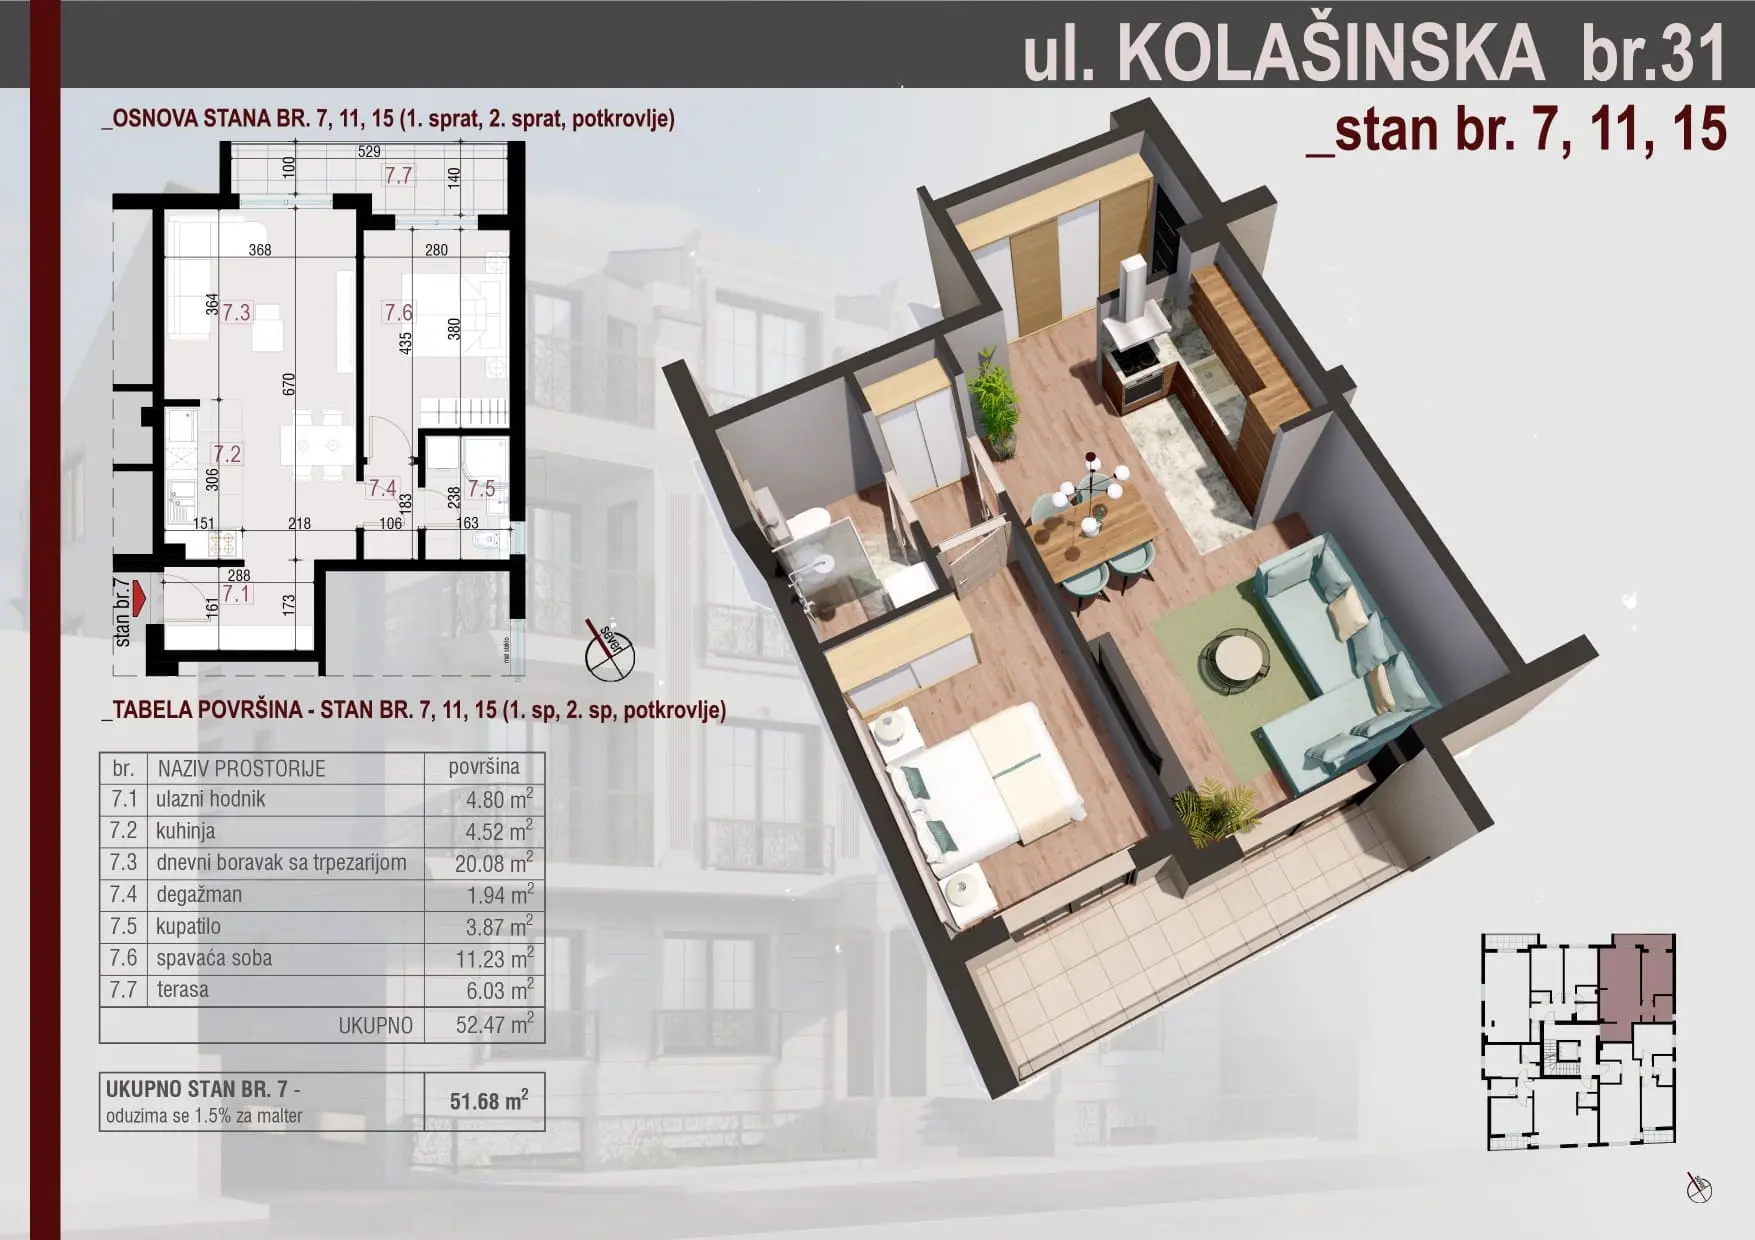 ul. KOLAŠINSKA br.31
_stan br. 7, 11, 15
_OSNOVA STANA BR. 7, 11, 15 (1. sprat, 2. sprat, potkrovlje)
529
100
7.7
140
368
280
364
7.3
7.6
435
380
670
7.2
306
7.4
183
238
7.5
151
218
106
163
288
7.1
161
173
stan br.7
sever
_TABELA POVRŠINA - STAN BR. 7, 11, 15 (1. sp, 2. sp, potkrovlje)
br. NAZIV PROSTORIJE površina
7.1 ulazni hodnik 4.80 m²
7.2 kuhinja 4.52 m²
7.3 dnevni boravak sa trpezarijom 20.08 m²
7.4 degažman 1.94 m²
7.5 kupatilo 3.87 m²
7.6 spavaća soba 11.23 m²
7.7 terasa 6.03 m²
UKUPNO 52.47 m²
UKUPNO STAN BR. 7 -
oduzima se 1.5% za malter
51.68 m²